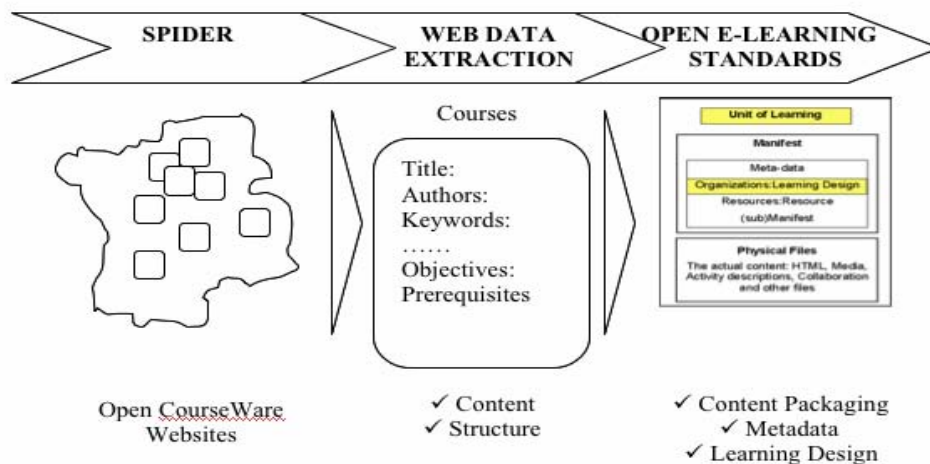 SPIDER
WEB DATA
EXTRACTION
OPEN E-LEARNING
STANDARDS
Open CourseWare
Websites
Courses
Title:
Authors:
Keywords:
......
Objectives:
Prerequisites
✓ Content
✓ Structure
Unit of Learning
Manifest
Meta-data
Organizations:Learning Design
Resources:Resource
(sub)Manifest
Physical Files
The actual content: HTML, Media,
Activity descriptions, Collaboration
and other files
✓ Content Packaging
✓ Metadata
✓ Learning Design